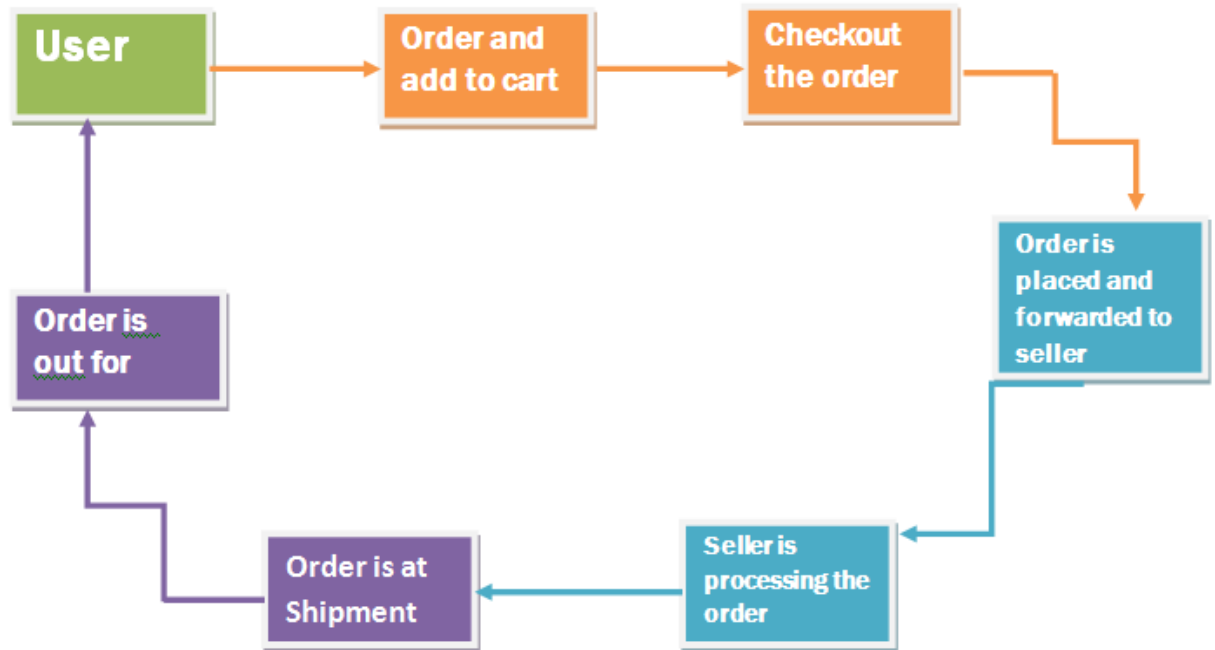 User
Order and
add to cart
Checkout
the order
Order is
placed and
forwarded to
seller
Seller is
processing the
order
Order is at
Shipment
Order is
out for